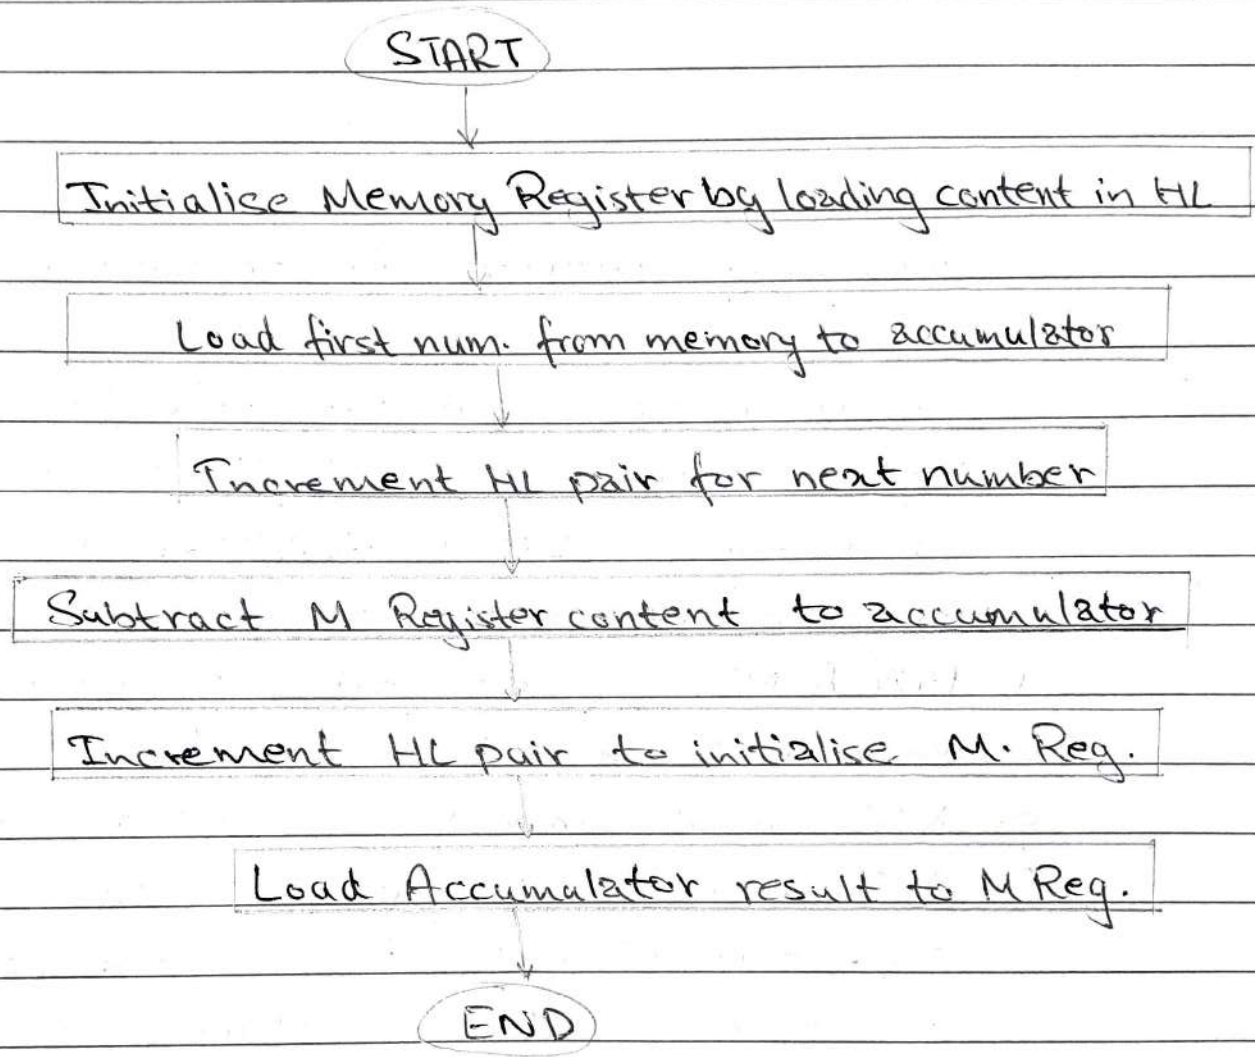 START
Initialise Memory Register by loading content in HL
Load first num. from memory to accumulator
Increment HL pair for next number
Subtract M Register content to accumulator
Increment HL pair to initialise M. Reg.
Load Accumulator result to M Reg.
END